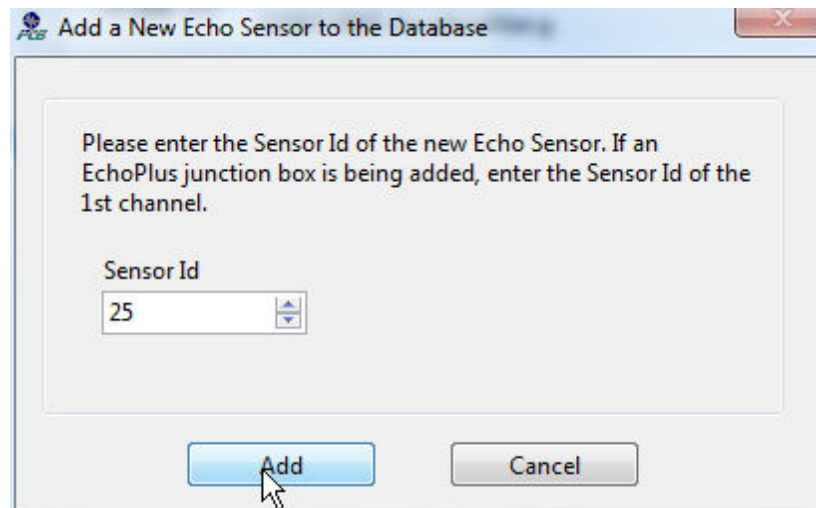 PCB
Add a New Echo Sensor to the Database
Please enter the Sensor Id of the new Echo Sensor. If an
EchoPlus junction box is being added, enter the Sensor Id of the
1st channel.
Sensor Id
25
Add
Cancel